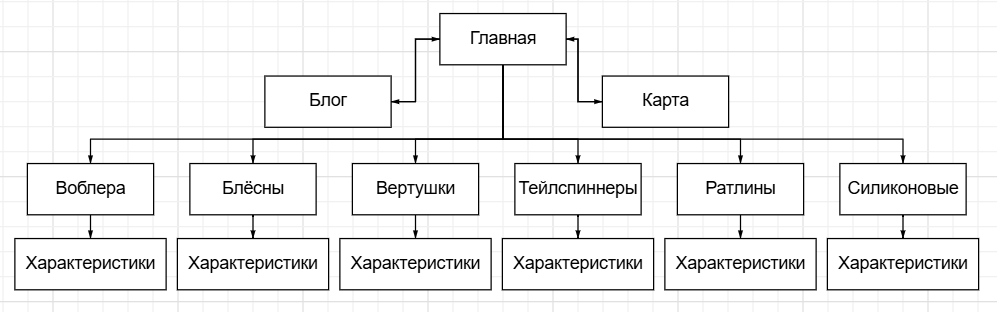 Главная
Блог
Карта
Воблера
Блёсны
Вертушки
Тейлспиннеры
Ратлины
Силиконовые
Характеристики
Характеристики
Характеристики
Характеристики
Характеристики
Характеристики